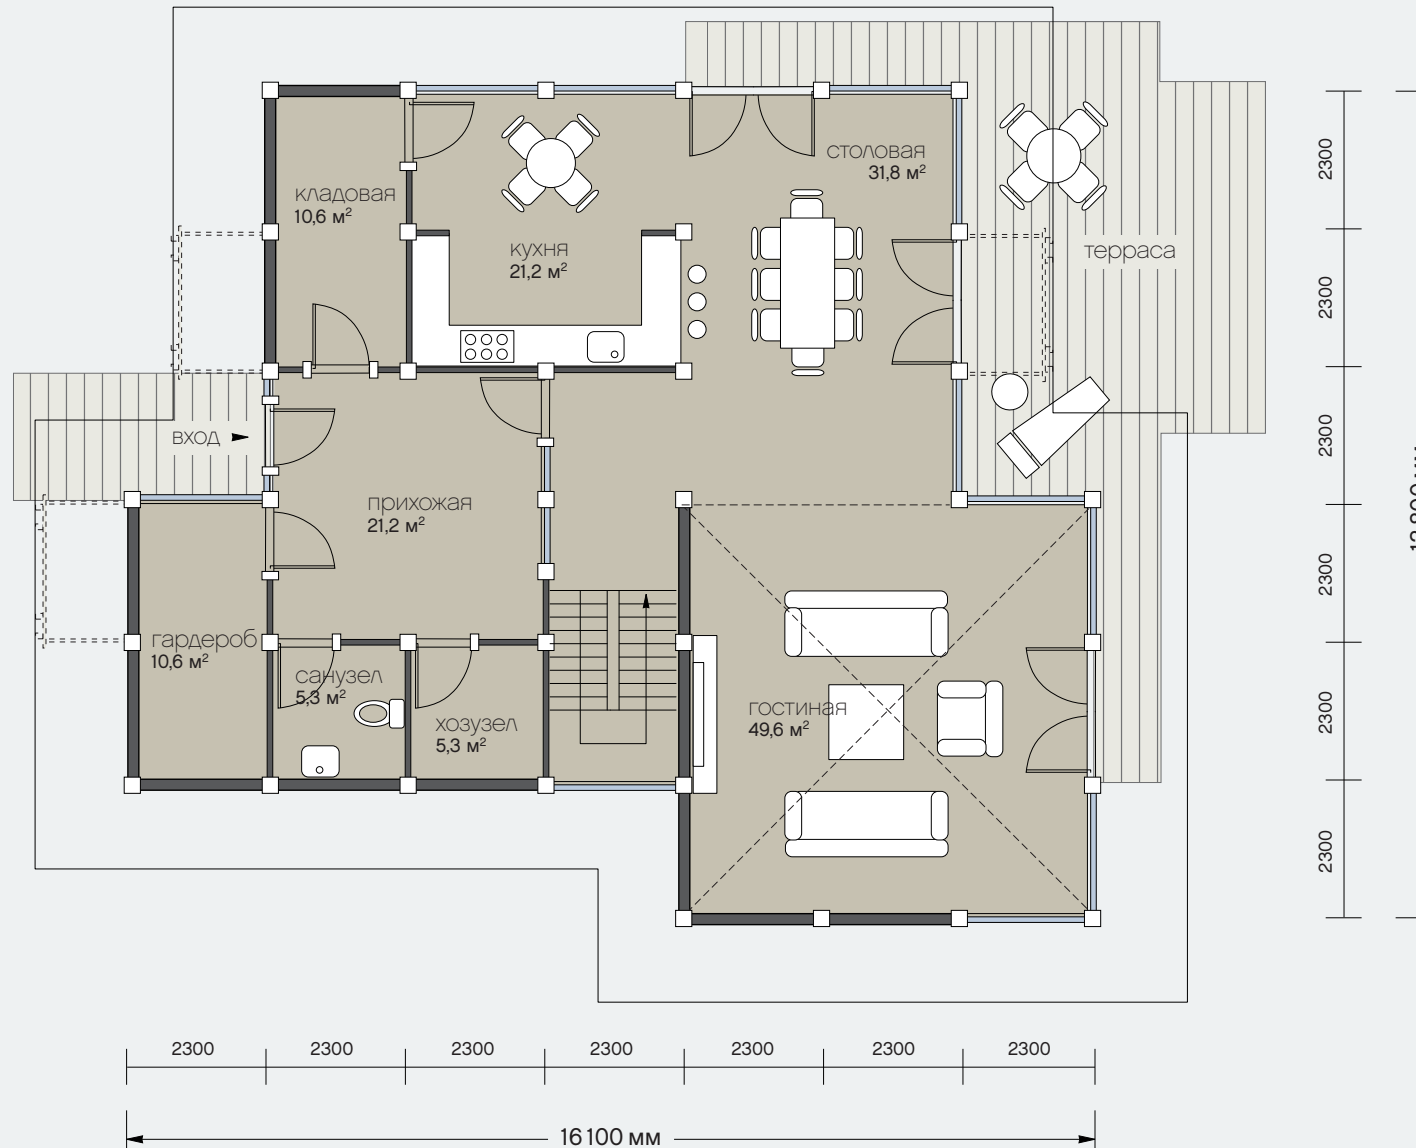 столовая
31,8 м²
кладовая
10,6 м²
кухня
21,2 м²
терраса
вход
прихожая
21,2 м²
гардероб
10,6 м²
санузел
5,3 м²
хозузел
5,3 м²
гостиная
49,6 м²
2300
2300
2300
2300
2300
2300
2300
2300
2300
2300
2300
2300
2300
16 100 мм